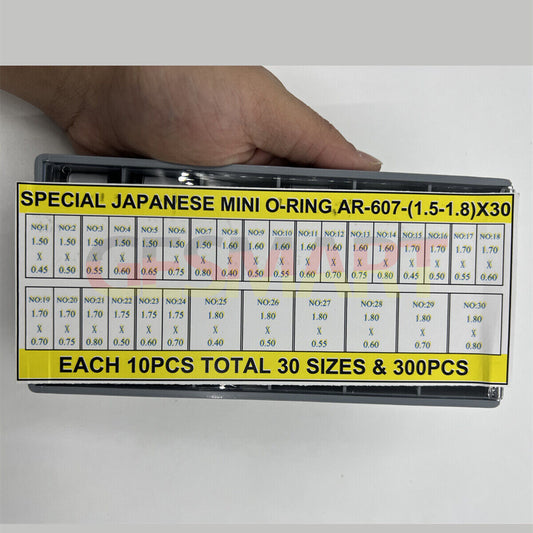 SPECIAL JAPANESE MINI O-RING AR-607-(1.5-1.8)X30
NO:1 NO:2 NO:3 NO:4 NO:5 NO:6 NO:7 NO:8 NO:9 NO:10 NO:11 NO:12 NO:13 NO:14 NO:15 NO:16 NO:17 NO:18
1.50 1.50 1.50 1.50 1.50 1.50 1.50 1.60 1.60 1.60 1.60 1.60 1.60 1.60 1.70 1.70 1.70 1.70
X X X X X X X X X X X X X X X X X X
0.45 0.50 0.55 0.60 0.65 0.75 0.80 0.40 0.50 0.55 0.60 0.70 0.75 0.80 0.45 0.50 0.55 0.60
NO:19 NO:20 NO:21 NO:22 NO:23 NO:24 NO:25 NO:26 NO:27 NO:28 NO:29 NO:30
1.70 1.70 1.70 1.75 1.75 1.75 1.80 1.80 1.80 1.80 1.80 1.80
X X X X X X X X X X X X
0.70 0.75 0.80 0.50 0.60 0.70 0.40 0.50 0.55 0.60 0.70 0.80
EACH 10PCS TOTAL 30 SIZES & 300PCS